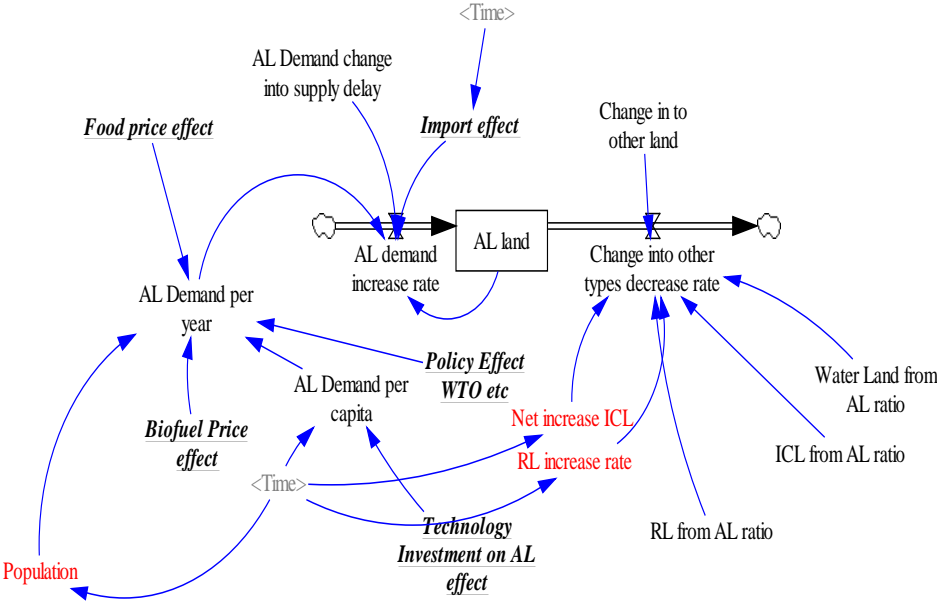 <Time>
AL Demand change
into supply delay
Food price effect
Import effect
Change in to
other land
AL land
AL demand
increase rate
Change into other
types decrease rate
AL Demand per
year
Policy Effect
WTO etc
AL Demand per
capita
Water Land from
AL ratio
Biofuel Price
effect
Net increase ICL
ICL from AL ratio
RL increase rate
<Time>
Technology
Investment on AL
effect
RL from AL ratio
Population